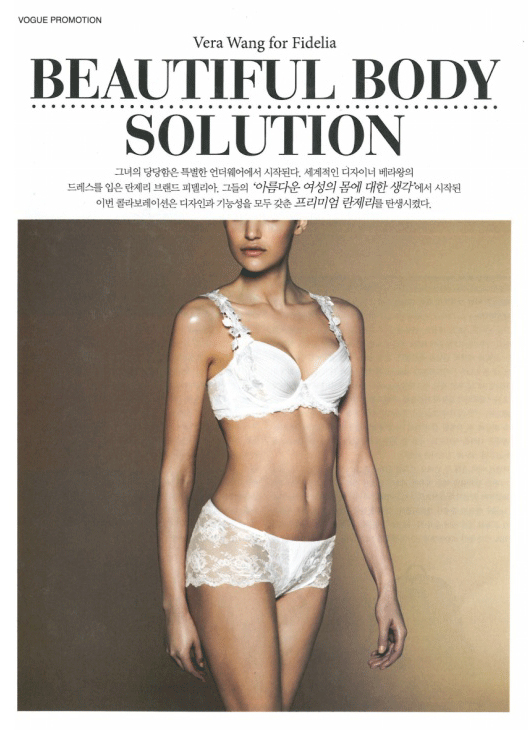 VOGUE PROMOTION
Vera Wang for Fidelia
BEAUTIFUL BODY
SOLUTION
그녀의 당당함은 특별한 언더웨어에서 시작된다. 세계적인 디자이너 베라왕의
드레스를 입은 란제리 브랜드 피델리아. 그들의 ‘아름다운 여성의 몸에 대한 생각’에서 시작된
이번 콜라보레이션은 디자인과 기능성을 모두 갖춘 프리미엄 란제리를 탄생시켰다.